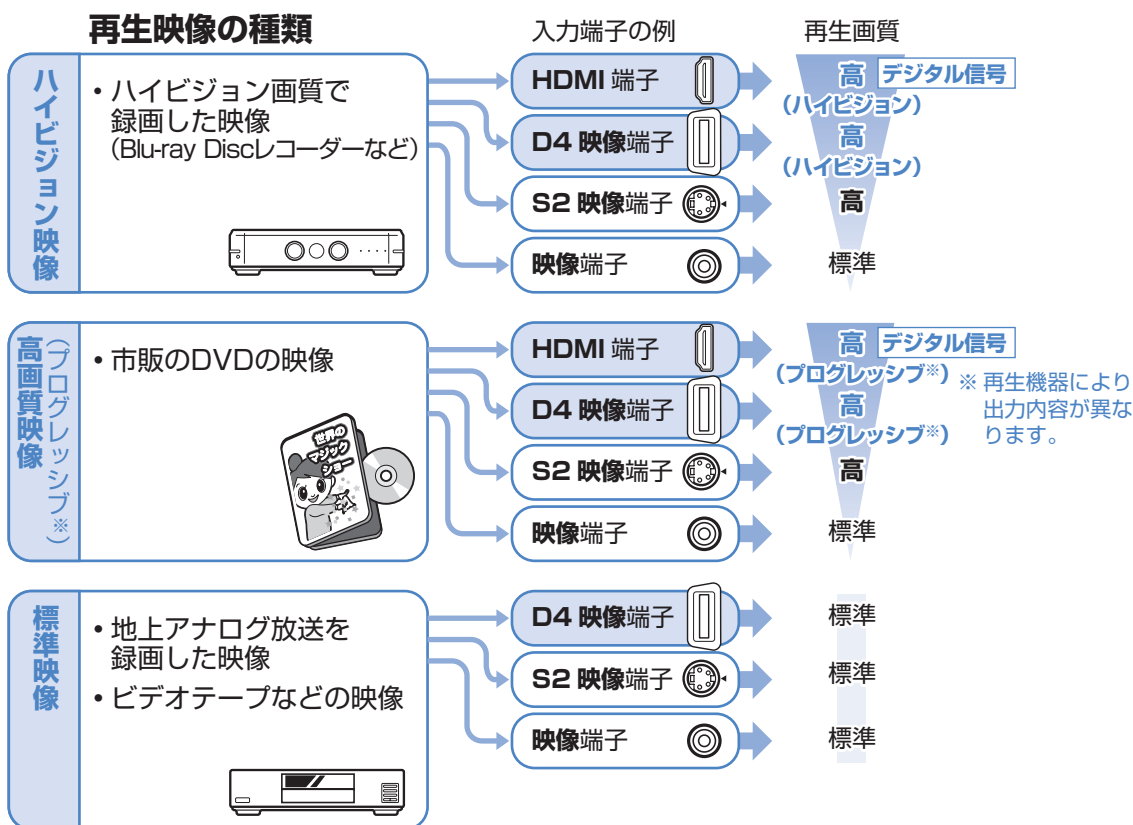 再生映像の種類
入力端子の例
再生画質
ハイビジョン映像
・ハイビジョン画質で
録画した映像
（Blu-ray Discレコーダーなど）
HDMI 端子
D4 映像端子
S2 映像端子
映像端子
高 デジタル信号
（ハイビジョン）
高
（ハイビジョン）
高
標準
高画質映像
（プログレッシブ※）
・市販のDVDの映像
世界の
マジック
ショー
HDMI 端子
D4 映像端子
S2 映像端子
映像端子
高 デジタル信号
（プログレッシブ※）
高
（プログレッシブ※）
高
標準
※ 再生機器により
出力内容が異な
ります。
標準映像
・地上アナログ放送を
録画した映像
・ビデオテープなどの映像
D4 映像端子
S2 映像端子
映像端子
標準
標準
標準